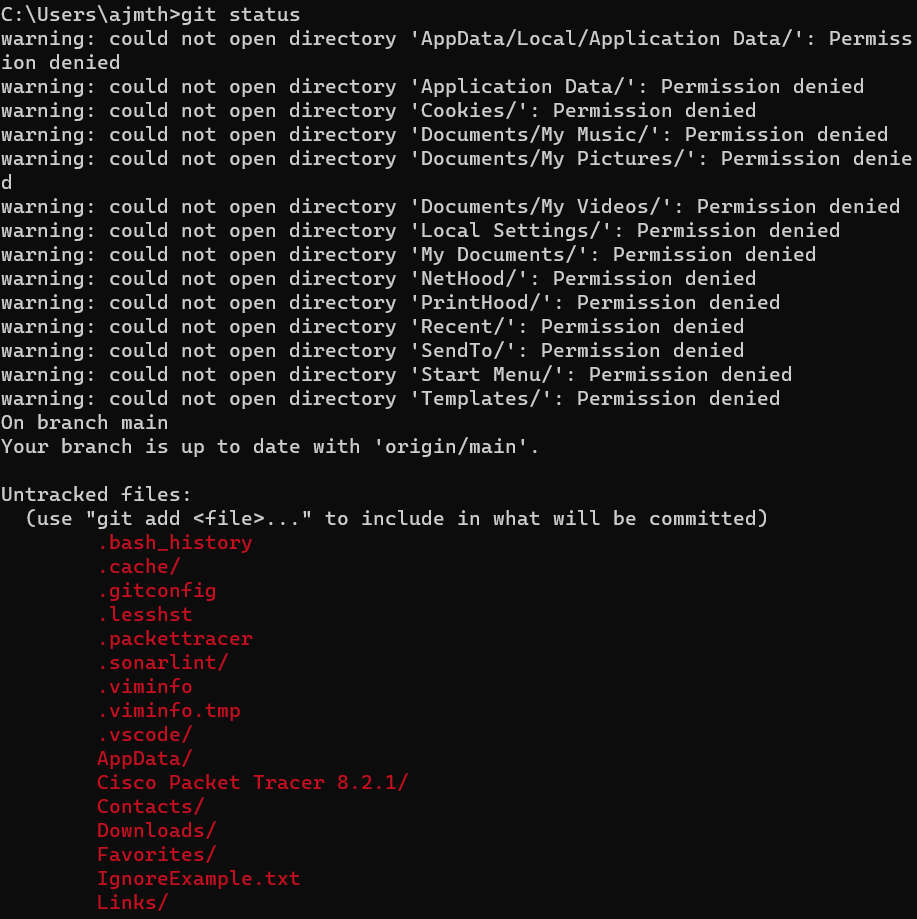 C:\Users\ajmth>git status
warning: could not open directory 'AppData/Local/Application Data/': Permiss
ion denied
warning: could not open directory 'Application Data/': Permission denied
warning: could not open directory 'Cookies/': Permission denied
warning: could not open directory 'Documents/My Music/': Permission denied
warning: could not open directory 'Documents/My Pictures/': Permission denie
d
warning: could not open directory 'Documents/My Videos/': Permission denied
warning: could not open directory 'Local Settings/': Permission denied
warning: could not open directory 'My Documents/': Permission denied
warning: could not open directory 'NetHood/': Permission denied
warning: could not open directory 'PrintHood/': Permission denied
warning: could not open directory 'Recent/': Permission denied
warning: could not open directory 'SendTo/': Permission denied
warning: could not open directory 'Start Menu/': Permission denied
warning: could not open directory 'Templates/': Permission denied
On branch main
Your branch is up to date with 'origin/main'.

Untracked files:
  (use "git add <file>..." to include in what will be committed)
        .bash_history
        .cache/
        .gitconfig
        .lesshst
        .packettracer
        .sonarlint/
        .viminfo
        .viminfo.tmp
        .vscode/
        AppData/
        Cisco Packet Tracer 8.2.1/
        Contacts/
        Downloads/
        Favorites/
        IgnoreExample.txt
        Links/